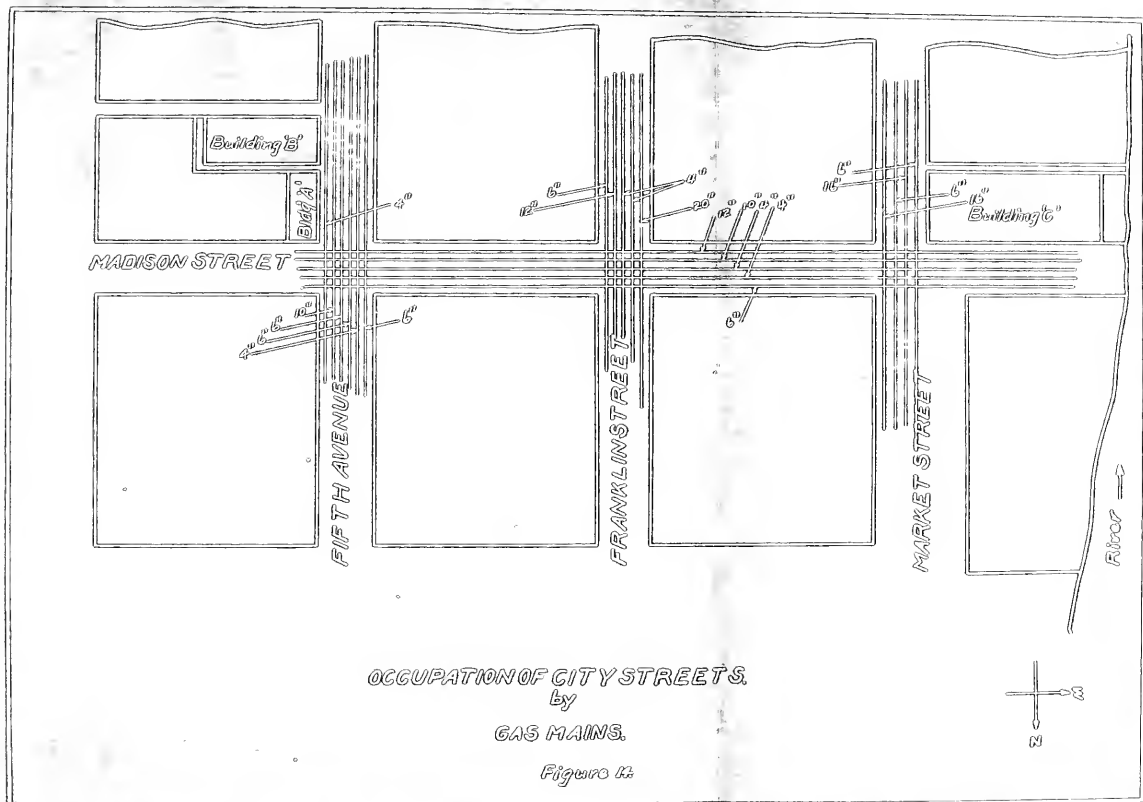 Building 'B'
Bldg 'A'
4"
6"
12"
4"
20"
12" 10" 4" 4"
6"
16"
6"
16"
Building 'C'
MADISON STREET
10"
6"
6"
4"
6"
6"
FIFTH AVENUE
FRANKLIN STREET
MARKET STREET
River
OCCUPATION OF CITY STREETS.
by
GAS MAINS.
Figure 14.
W
N